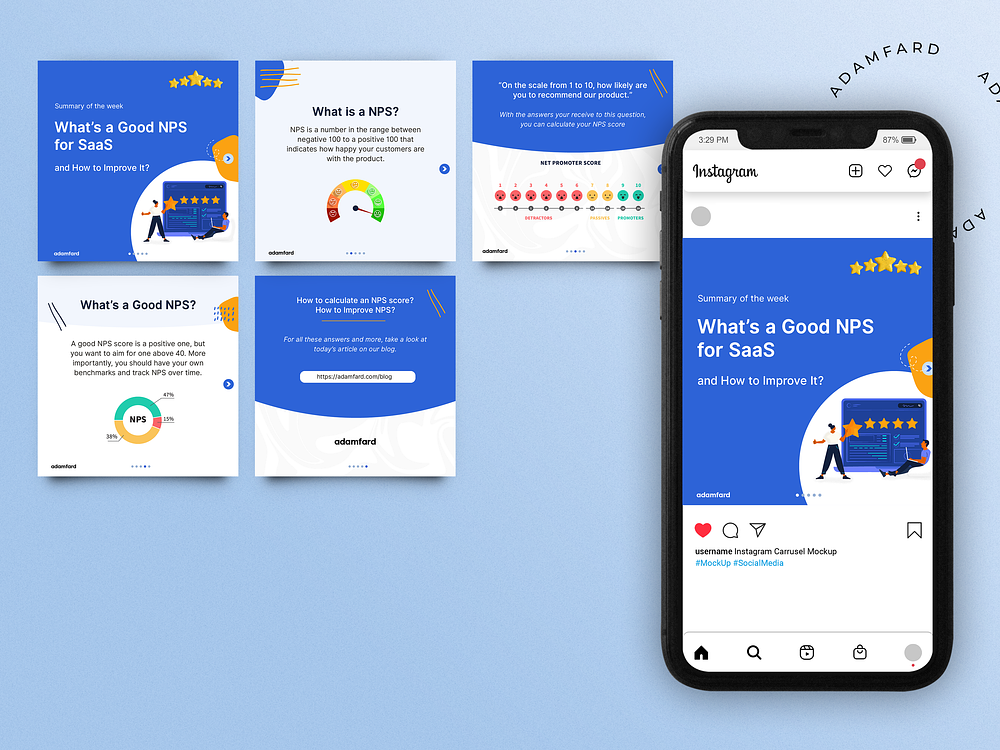 Summary of the week
What's a Good NPS
for SaaS
and How to Improve It?
adamfard
What is a NPS?
NPS is a number in the range between
negative 100 to a positive 100 that
indicates how happy your customers are
with the product.
adamfard
"On the scale from 1 to 10, how likely are
you to recommend our product."
With the answers your receive to this question,
you can calculate your NPS score
NET PROMOTER SCORE
1 2 3 4 5 6 7 8 9 10
DETRACTORS PASSIVES PROMOTERS
adamfard
What's a Good NPS?
A good NPS score is a positive one, but
you want to aim for one above 40. More
importantly, you should have your own
benchmarks and track NPS over time.
47%
NPS
15%
38%
adamfard
How to calculate an NPS score?
How to Improve NPS?
For all these answers and more, take a look at
today's article on our blog.
https://adamfard.com/blog
adamfard
ADAMFARD
AD
AD
3:29 PM
87%
Instagram
Summary of the week
What's a Good NPS
for SaaS
and How to Improve It?
adamfard
username Instagram Carrusel Mockup
#MockUp #SocialMedia